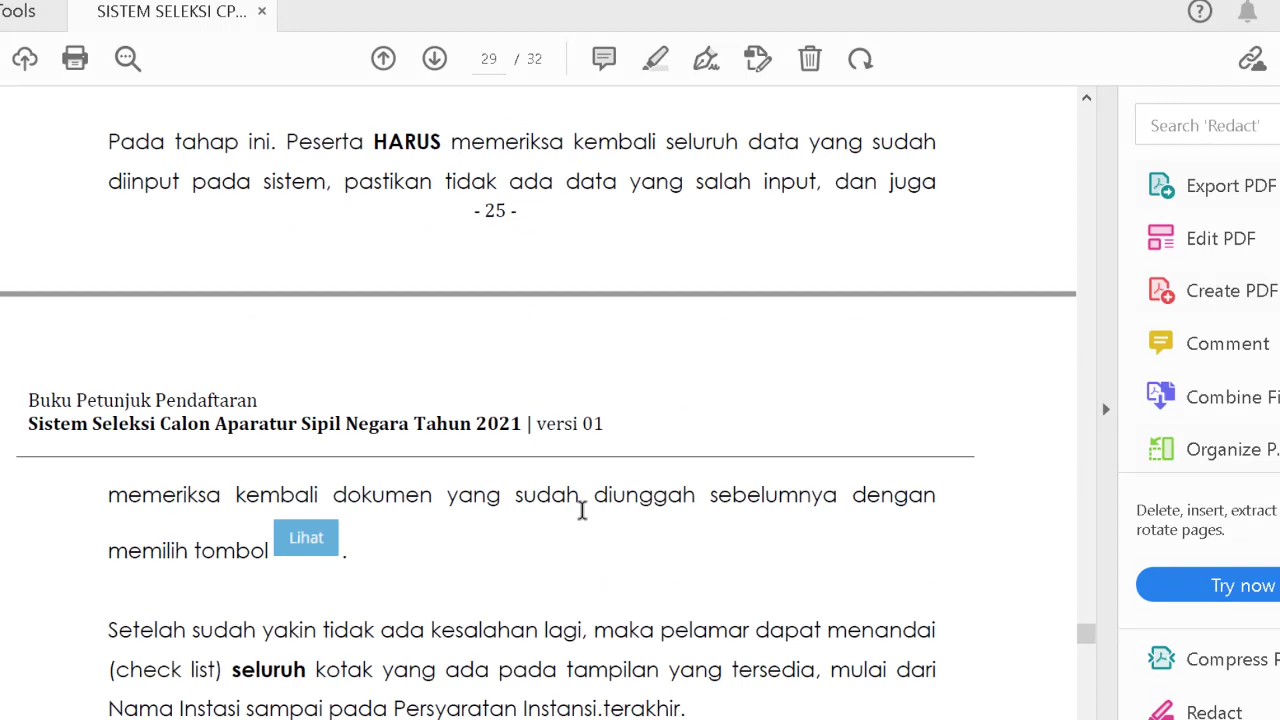 ools
SISTEM SELEKSI CP... ×
29 / 32
Search 'Redact'
Pada tahap ini. Peserta HARUS memeriksa kembali seluruh data yang sudah
diinput pada sistem, pastikan tidak ada data yang salah input, dan juga
- 25 -
Buku Petunjuk Pendaftaran
Sistem Seleksi Calon Aparatur Sipil Negara Tahun 2021 | versi 01
memeriksa kembali dokumen yang sudah diunggah sebelumnya dengan
memilih tombol Lihat .
Setelah sudah yakin tidak ada kesalahan lagi, maka pelamar dapat menandai
(check list) seluruh kotak yang ada pada tampilan yang tersedia, mulai dari
Nama Instasi sampai pada Persyaratan Instansi.terakhir.
Export PDF
Edit PDF
Create PDF
Comment
Combine Fi
Organize P...
Delete, insert, extract
rotate pages.
Try now
Compress P
Redact